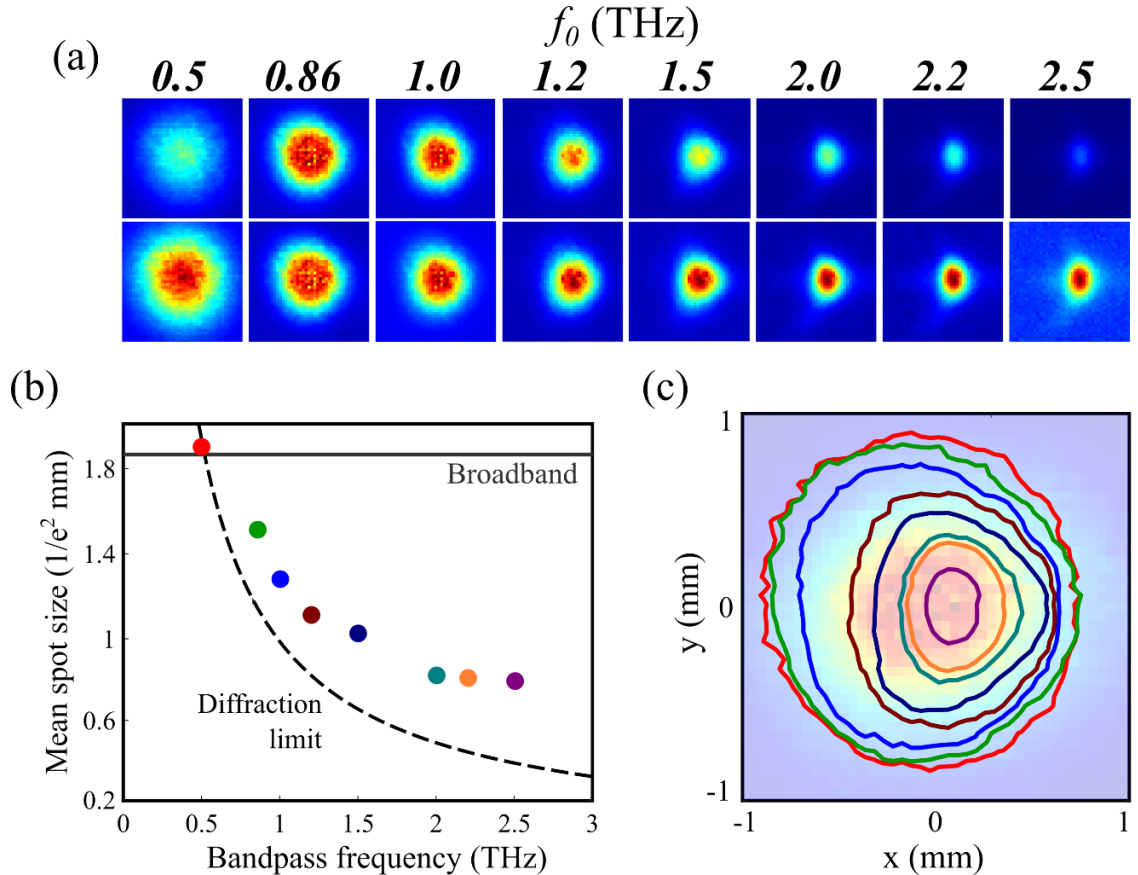 f₀ (THz)
(a)
0.5 0.86 1.0 1.2 1.5 2.0 2.2 2.5
(b)
Mean spot size (1/e² mm)
1.8
1.4
1
0.6
0.2
Broadband
Diffraction
limit
0 0.5 1 1.5 2 2.5 3
Bandpass frequency (THz)
(c)
y (mm)
1
0
-1
-1 0 1
x (mm)